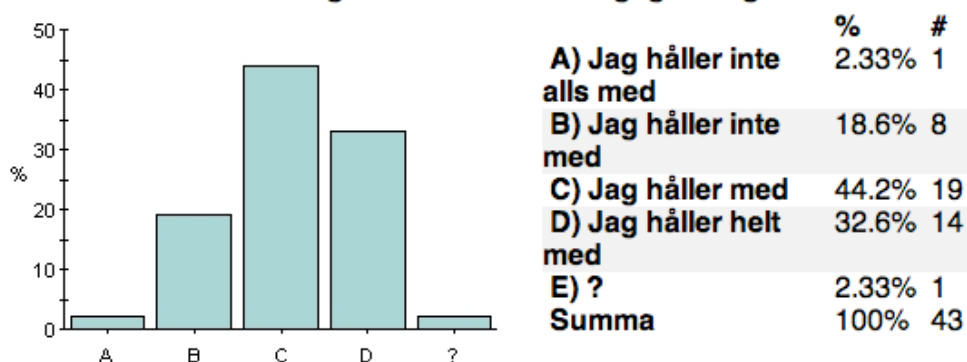 50
40
30
%
20
10
0
A B C D ?
% #
A) Jag håller inte 2.33% 1
alls med
B) Jag håller inte 18.6% 8
med
C) Jag håller med 44.2% 19
D) Jag håller helt 32.6% 14
med
E) ? 2.33% 1
Summa 100% 43